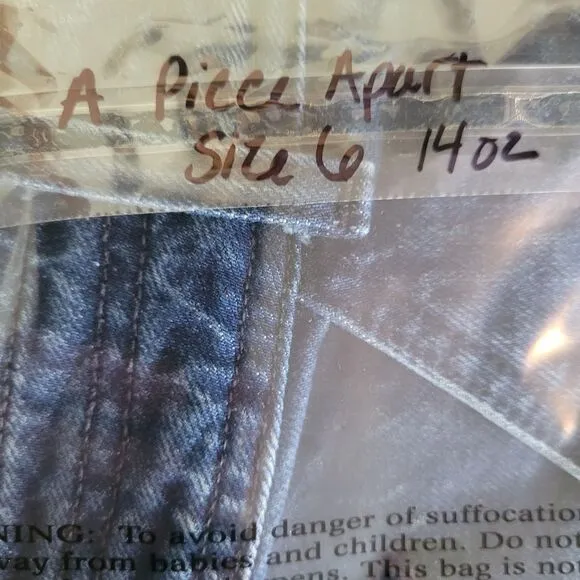 A Piece Apart
Size 6 14oz
NING: To avoid danger of suffocation
way from babies and children. Do not
This bag is no